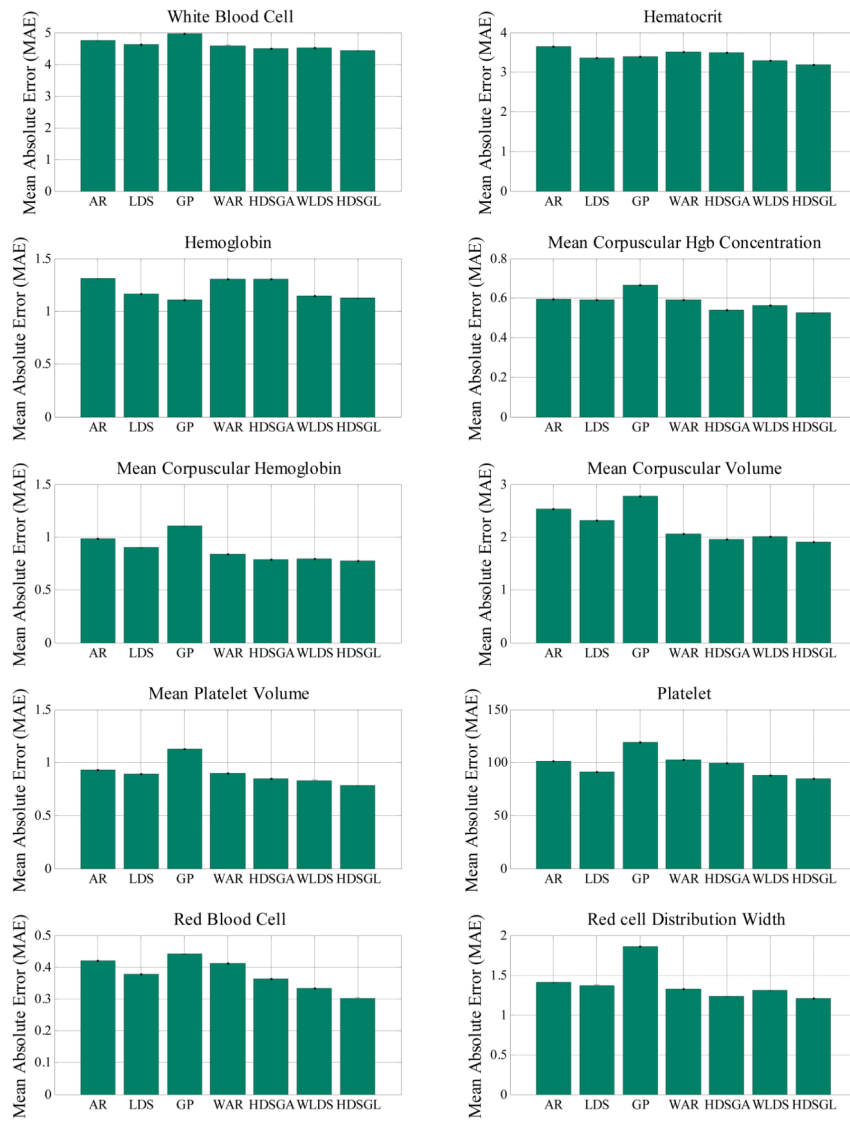 White Blood Cell
Mean Absolute Error (MAE)
5
4
3
2
1
0
AR LDS GP WAR HDSGA WLDS HDSGL
Hematocrit
Mean Absolute Error (MAE)
4
3
2
1
0
AR LDS GP WAR HDSGA WLDS HDSGL
Hemoglobin
Mean Absolute Error (MAE)
1.5
1
0.5
0
AR LDS GP WAR HDSGA WLDS HDSGL
Mean Corpuscular Hgb Concentration
Mean Absolute Error (MAE)
0.8
0.6
0.4
0.2
0
AR LDS GP WAR HDSGA WLDS HDSGL
Mean Corpuscular Hemoglobin
Mean Absolute Error (MAE)
1.5
1
0.5
0
AR LDS GP WAR HDSGA WLDS HDSGL
Mean Corpuscular Volume
Mean Absolute Error (MAE)
3
2
1
0
AR LDS GP WAR HDSGA WLDS HDSGL
Mean Platelet Volume
Mean Absolute Error (MAE)
1.5
1
0.5
0
AR LDS GP WAR HDSGA WLDS HDSGL
Platelet
Mean Absolute Error (MAE)
150
100
50
0
AR LDS GP WAR HDSGA WLDS HDSGL
Red Blood Cell
Mean Absolute Error (MAE)
0.5
0.4
0.3
0.2
0.1
0
AR LDS GP WAR HDSGA WLDS HDSGL
Red cell Distribution Width
Mean Absolute Error (MAE)
2
1.5
1
0.5
0
AR LDS GP WAR HDSGA WLDS HDSGL